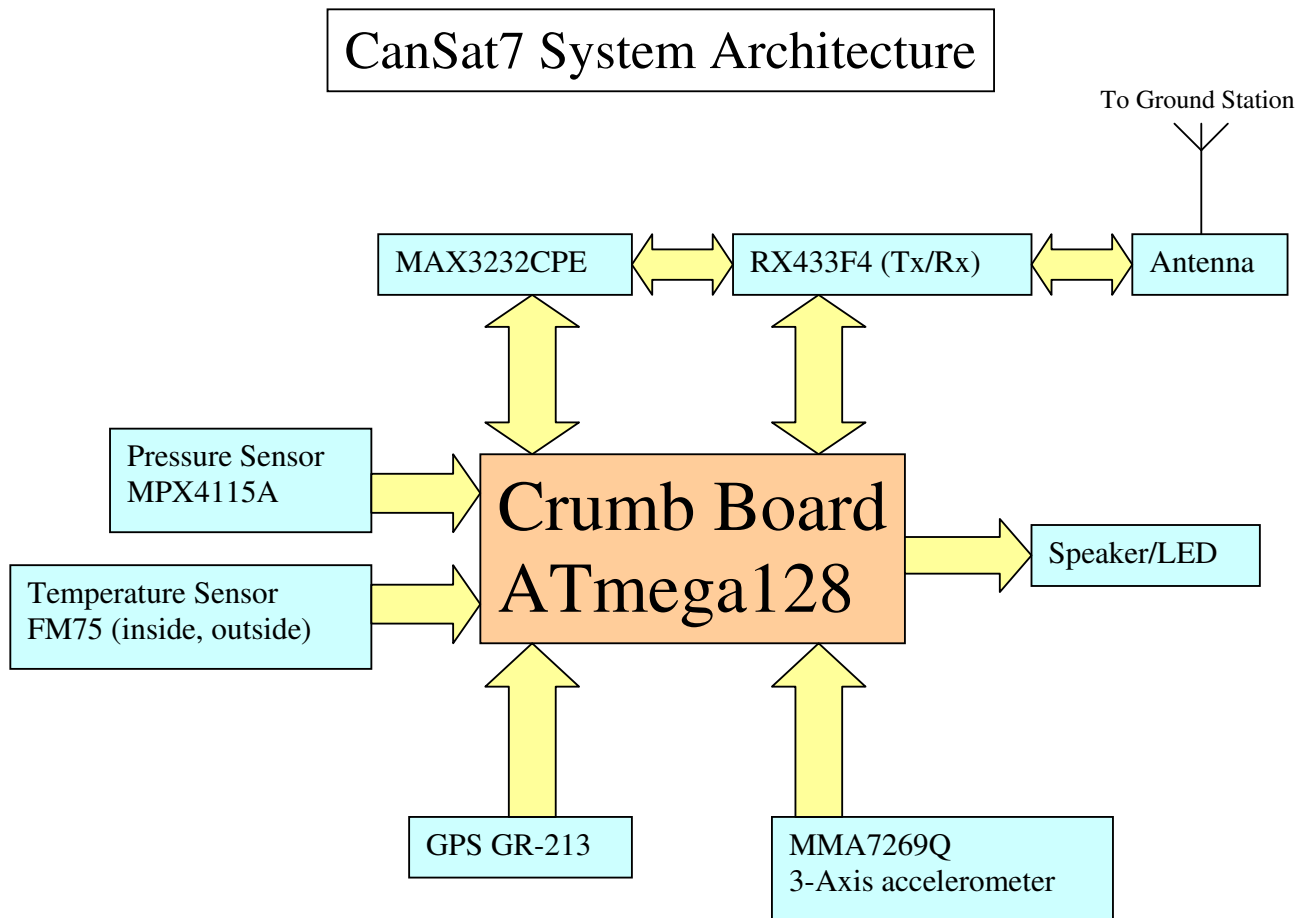 CanSat7 System Architecture
To Ground Station
MAX3232CPE
RX433F4 (Tx/Rx)
Antenna
Pressure Sensor
MPX4115A
Crumb Board
ATmega128
Speaker/LED
Temperature Sensor
FM75 (inside, outside)
GPS GR-213
MMA7269Q
3-Axis accelerometer